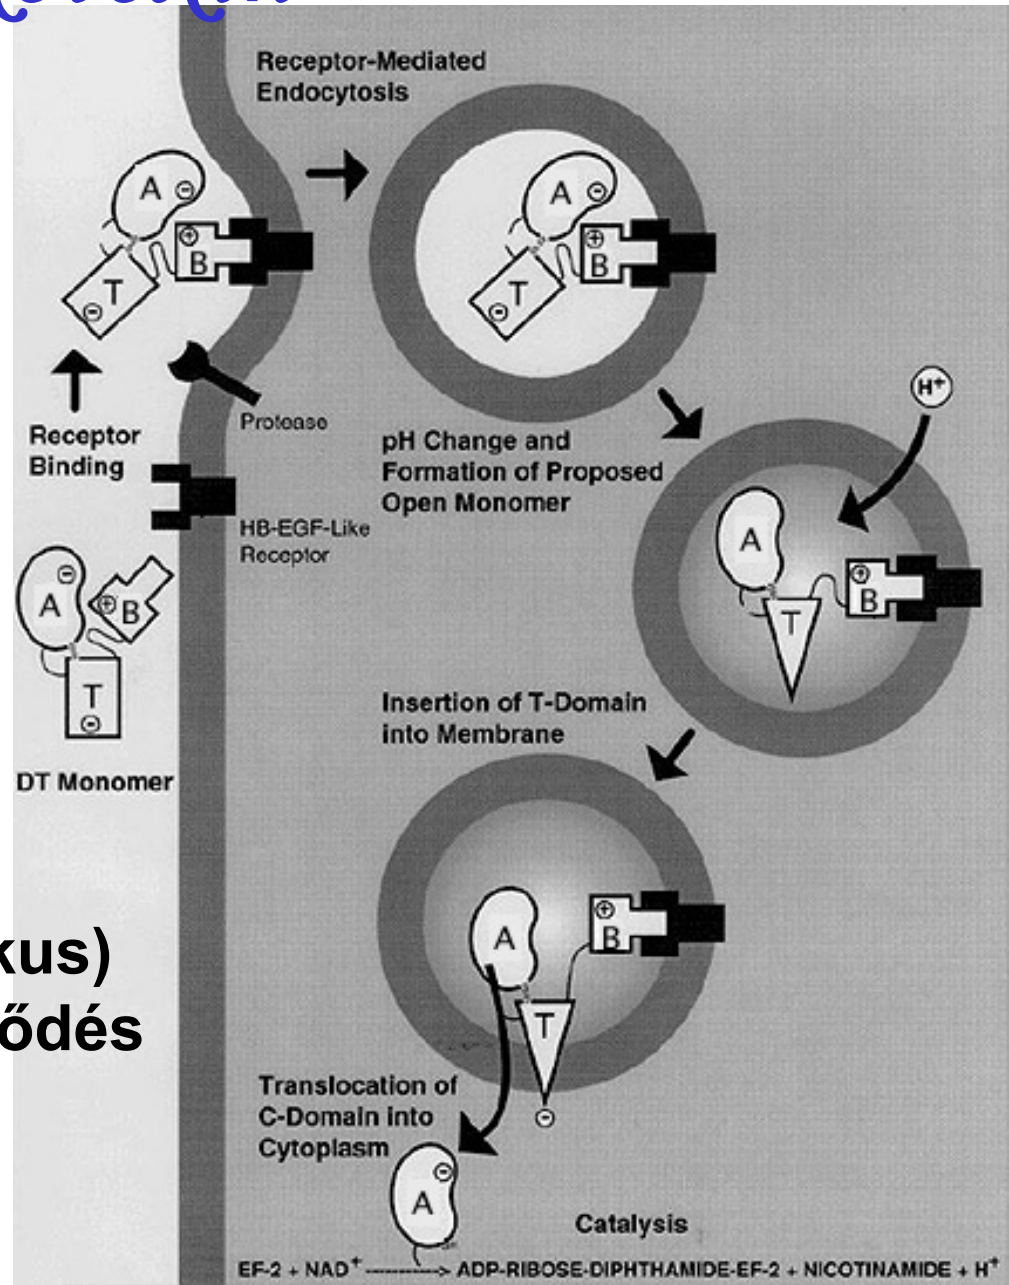 Receptor-Mediated
Endocytosis
A ⊖
⊕
B
T
⊖
A ⊖
⊕
B
T
⊖
Protease
Receptor
Binding
H⁺
pH Change and
Formation of Proposed
Open Monomer
HB-EGF-Like
Receptor
A
⊕
B
T
⊖
A
⊕
B
T
⊖
DT Monomer
Insertion of T-Domain
into Membrane
A
⊕
B
T
⊖
kus)
ődés
Translocation of
C-Domain into
Cytoplasm
⊖
A
Catalysis
EF-2 + NAD⁺ ----------> ADP-RIBOSE-DIPHTHAMIDE-EF-2 + NICOTINAMIDE + H⁺